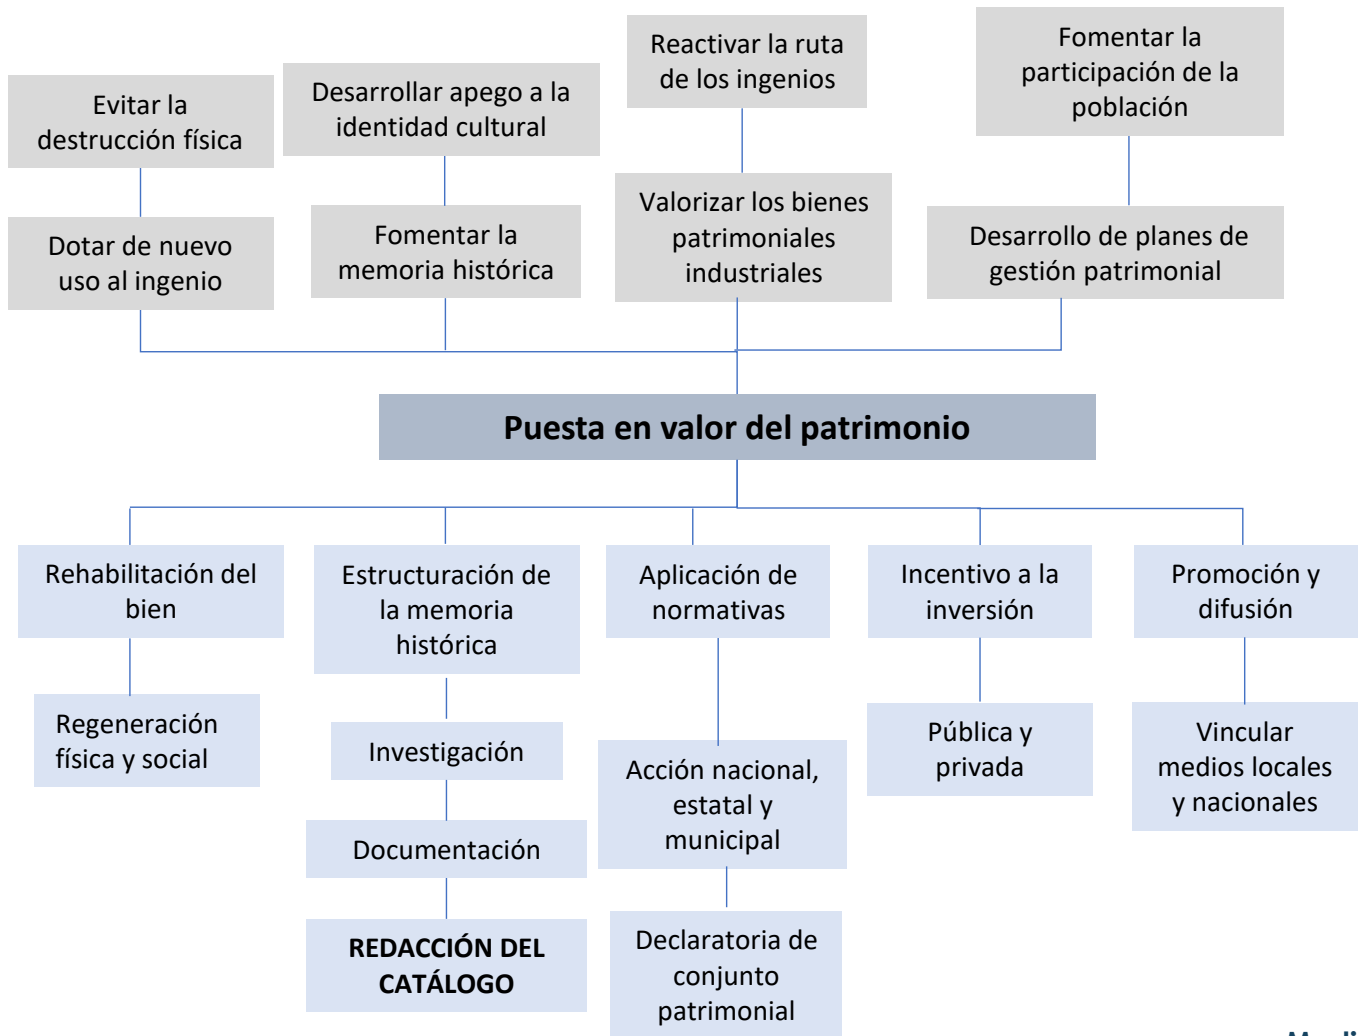 Evitar la
destrucción física
Desarrollar apego a la
identidad cultural
Reactivar la ruta
de los ingenios
Fomentar la
participación de la
población
Dotar de nuevo
uso al ingenio
Fomentar la
memoria histórica
Valorizar los bienes
patrimoniales
industriales
Desarrollo de planes de
gestión patrimonial
Puesta en valor del patrimonio
Rehabilitación del
bien
Estructuración de
la memoria
histórica
Aplicación de
normativas
Incentivo a la
inversión
Promoción y
difusión
Regeneración
física y social
Investigación
Documentación
REDACCIÓN DEL
CATÁLOGO
Acción nacional,
estatal y
municipal
Declaratoria de
conjunto
patrimonial
Pública y
privada
Vincular
medios locales
y nacionales